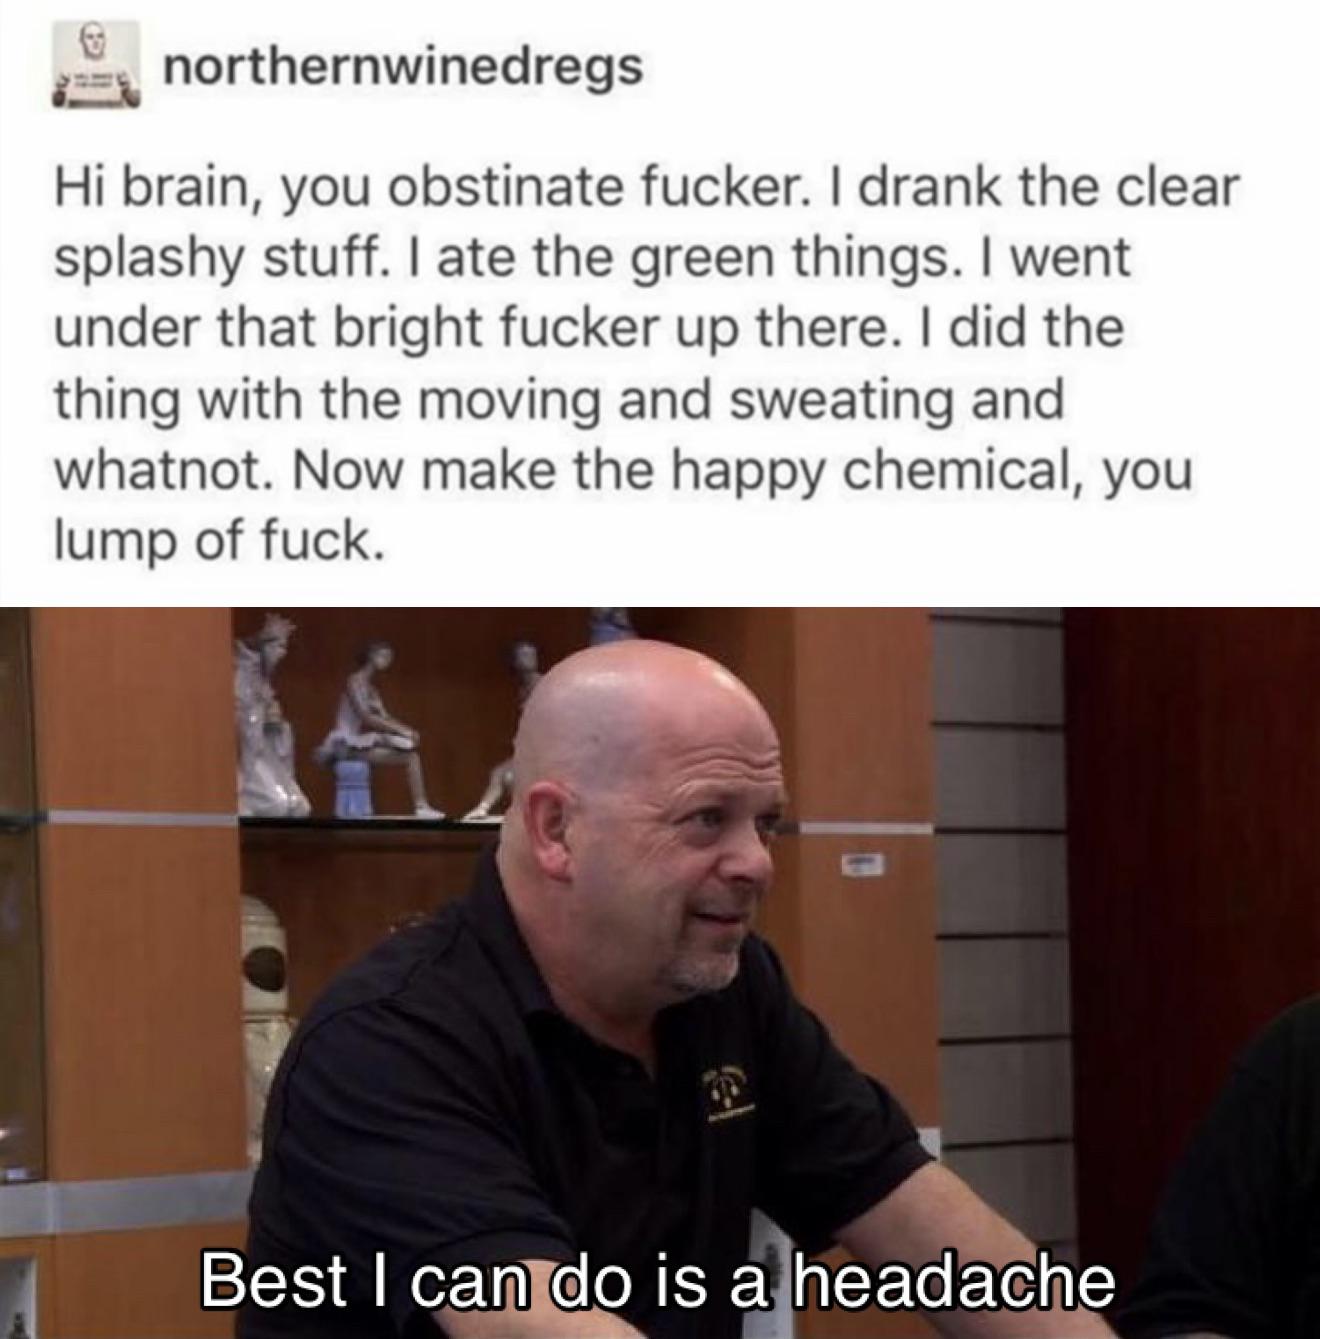 northernwinedregs
Hi brain, you obstinate fucker. I drank the clear
splashy stuff. I ate the green things. I went
under that bright fucker up there. I did the
thing with the moving and sweating and
whatnot. Now make the happy chemical, you
lump of fuck.
Best I can do is a headache